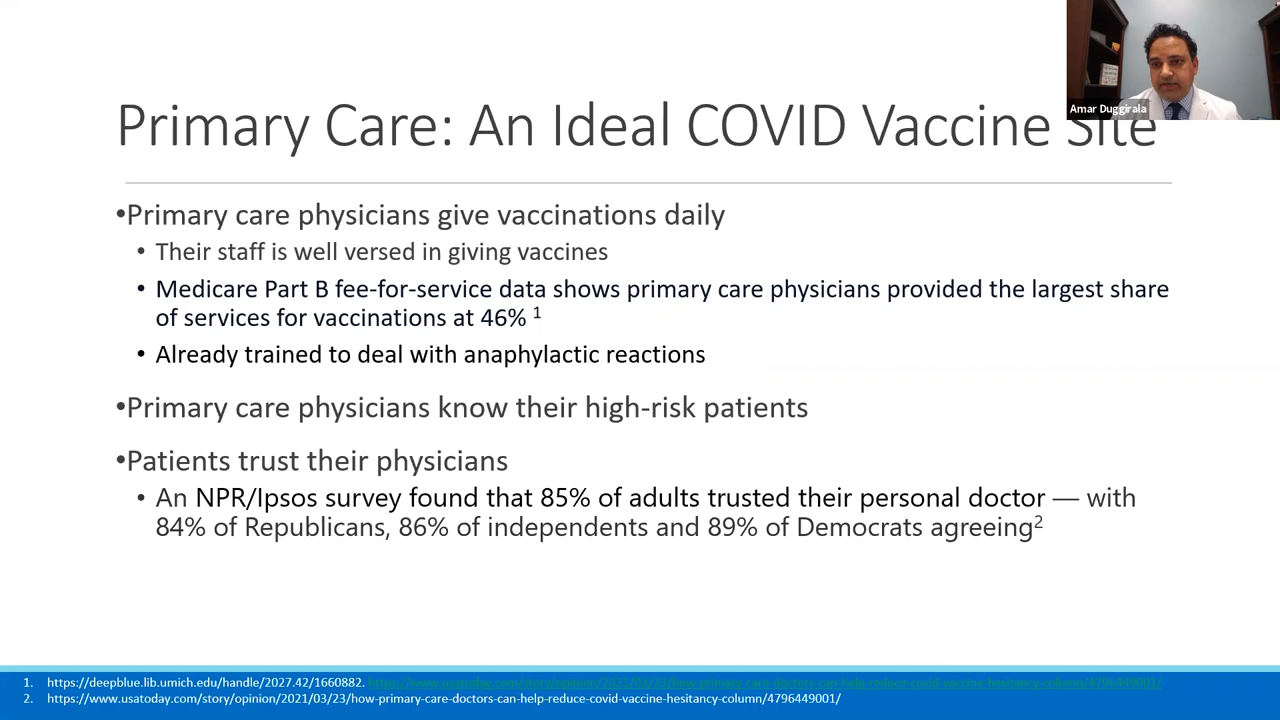 Amar Duggirala
Primary Care: An Ideal COVID Vaccine Site
•Primary care physicians give vaccinations daily
• Their staff is well versed in giving vaccines
• Medicare Part B fee-for-service data shows primary care physicians provided the largest share
of services for vaccinations at 46% 1
• Already trained to deal with anaphylactic reactions
•Primary care physicians know their high-risk patients
•Patients trust their physicians
• An NPR/Ipsos survey found that 85% of adults trusted their personal doctor — with
84% of Republicans, 86% of independents and 89% of Democrats agreeing2
1. https://deepblue.lib.umich.edu/handle/2027.42/1660882. https://www.usatoday.com/story/opinion/2021/03/23/how-primary-care-doctors-can-help-reduce-covid-vaccine-hesitancy-column/4796449001/
2. https://www.usatoday.com/story/opinion/2021/03/23/how-primary-care-doctors-can-help-reduce-covid-vaccine-hesitancy-column/4796449001/